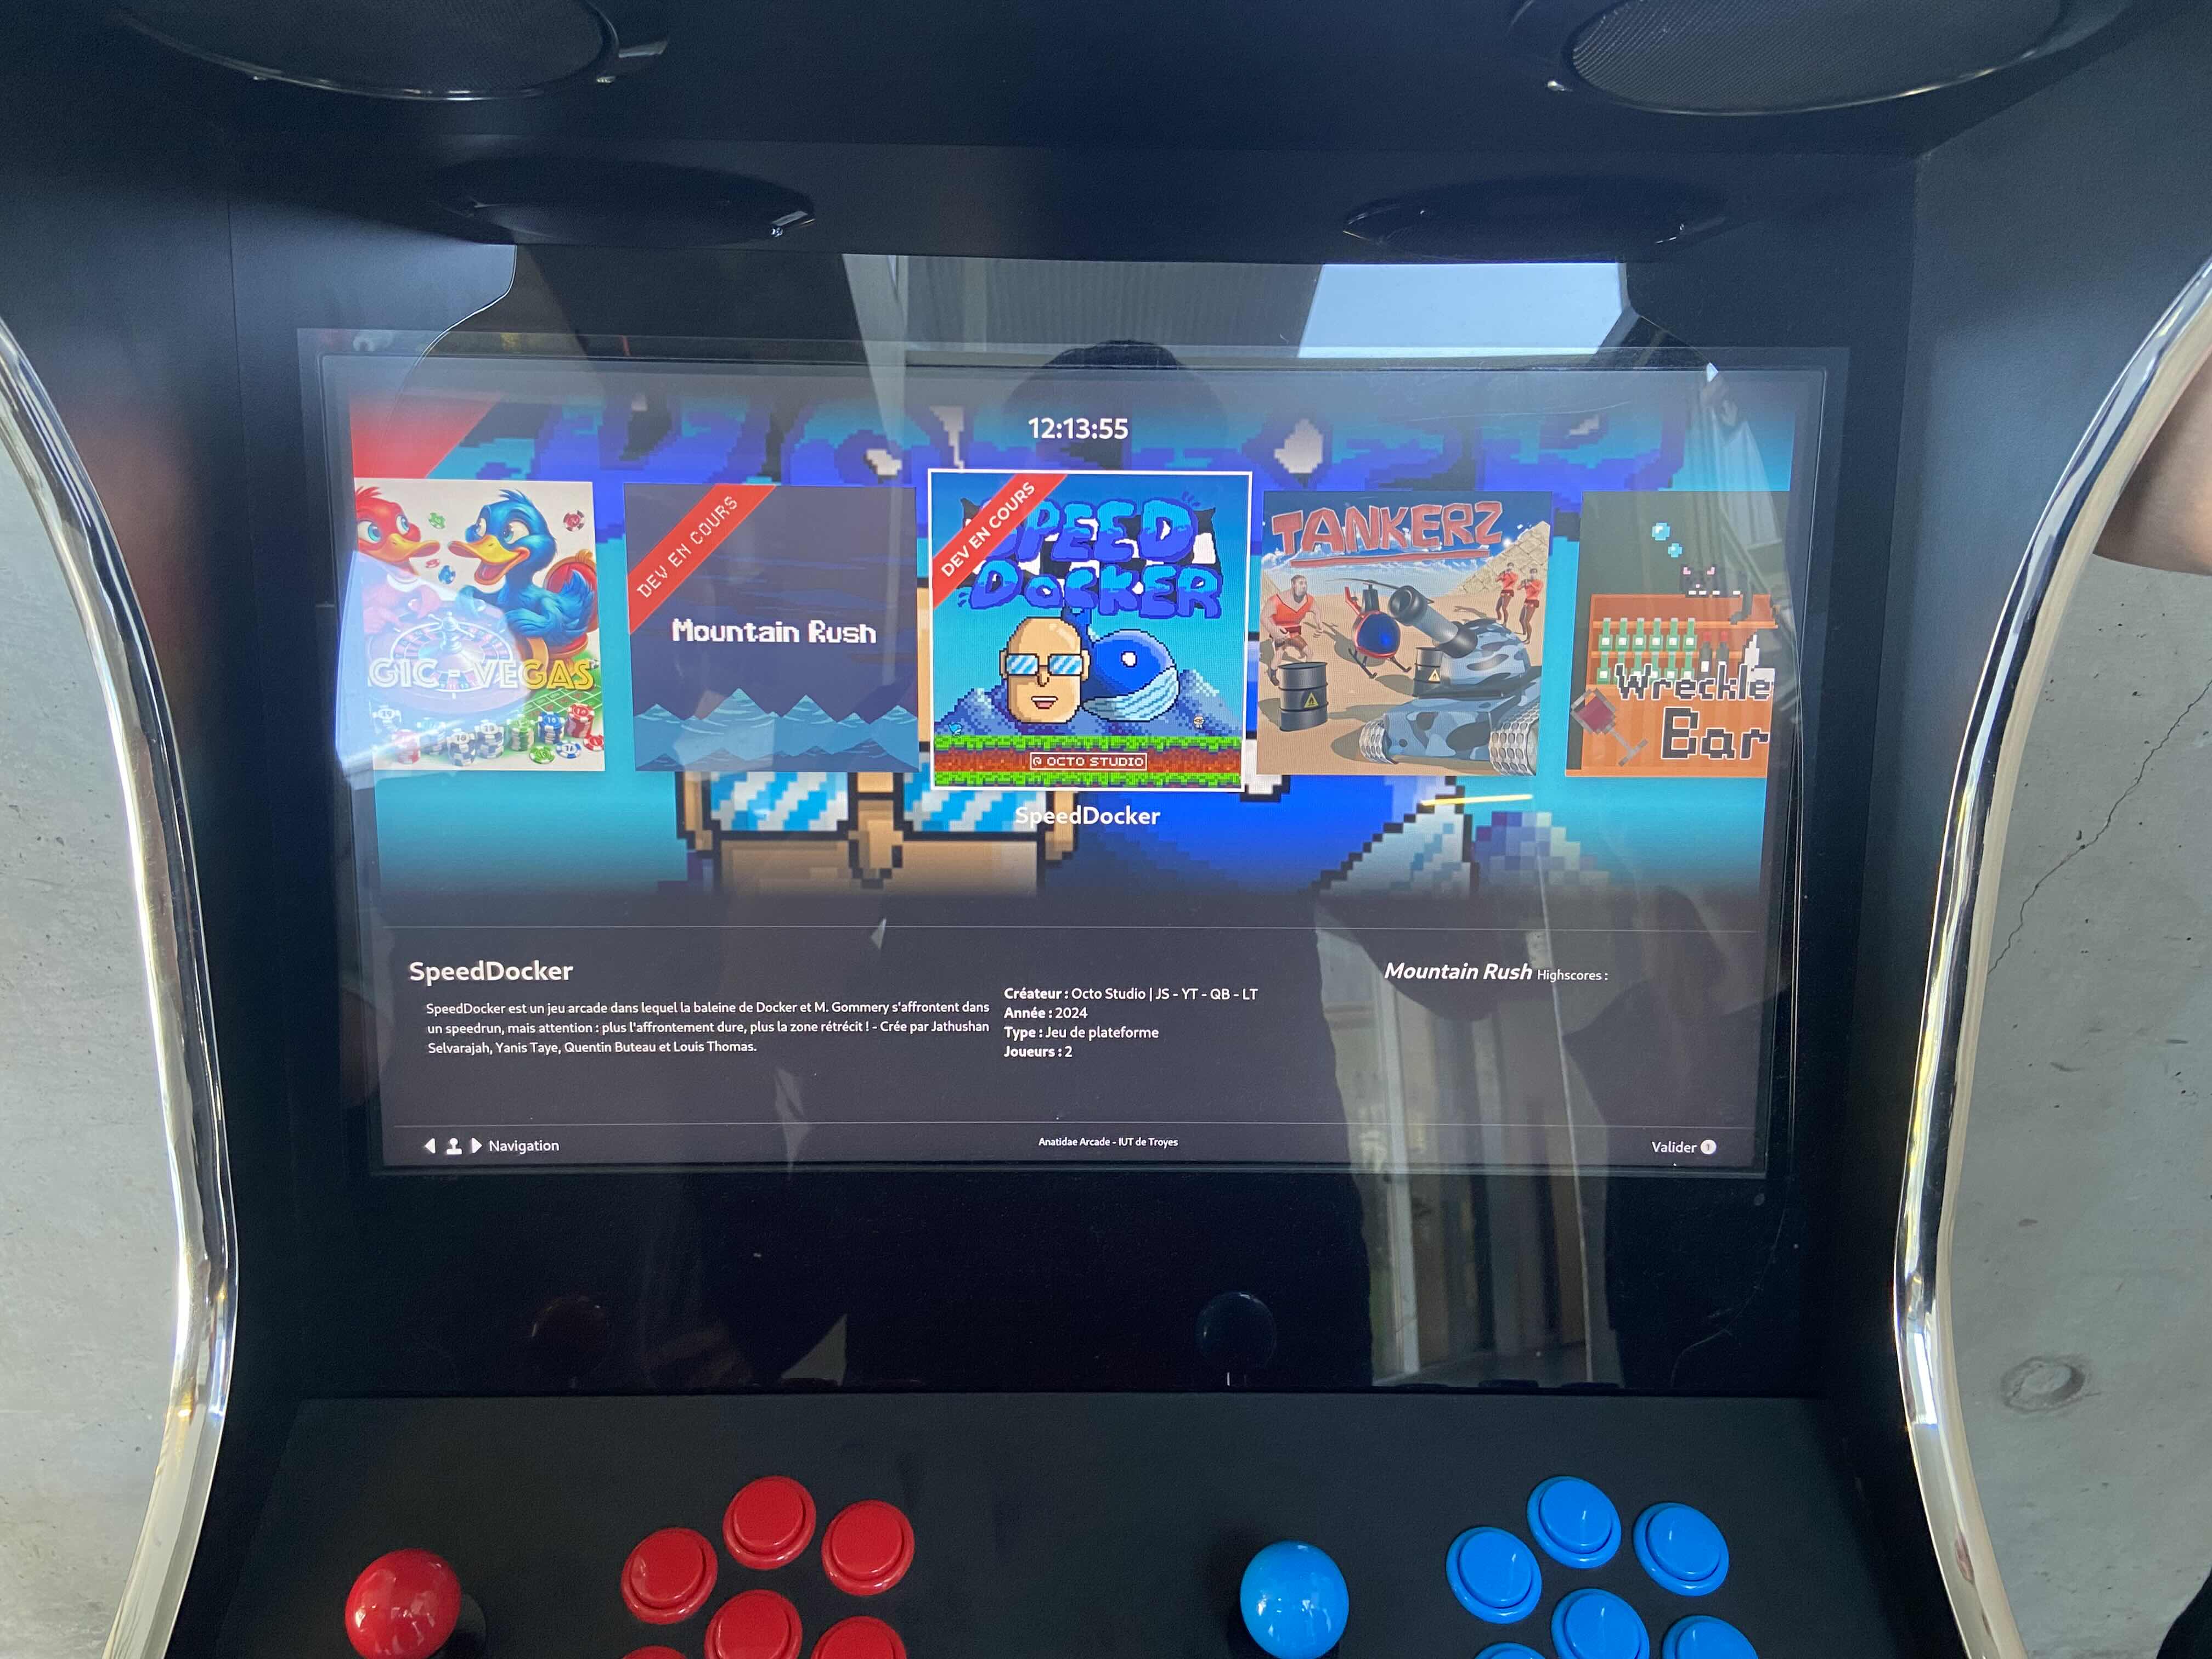 12:13:55
GIC - VEGAS
DEV EN COURS
Mountain Rush
DEV EN COURS
SPEED
DOCKER
@ OCTO STUDIO
TANKERZ
Wreckle
Bar
SpeedDocker
SpeedDocker
SpeedDocker est un jeu arcade dans lequel la baleine de Docker et M. Gommery s'affrontent dans
un speedrun, mais attention : plus l'affrontement dure, plus la zone rétrécit ! - Crée par Jathushan
Selvarajah, Yanis Taye, Quentin Buteau et Louis Thomas.
Créateur : Octo Studio | JS - YT - QB - LT
Année : 2024
Type : Jeu de plateforme
Joueurs : 2
Mountain Rush Highscores :
Navigation
Anatidae Arcade - IUT de Troyes
Valider 1